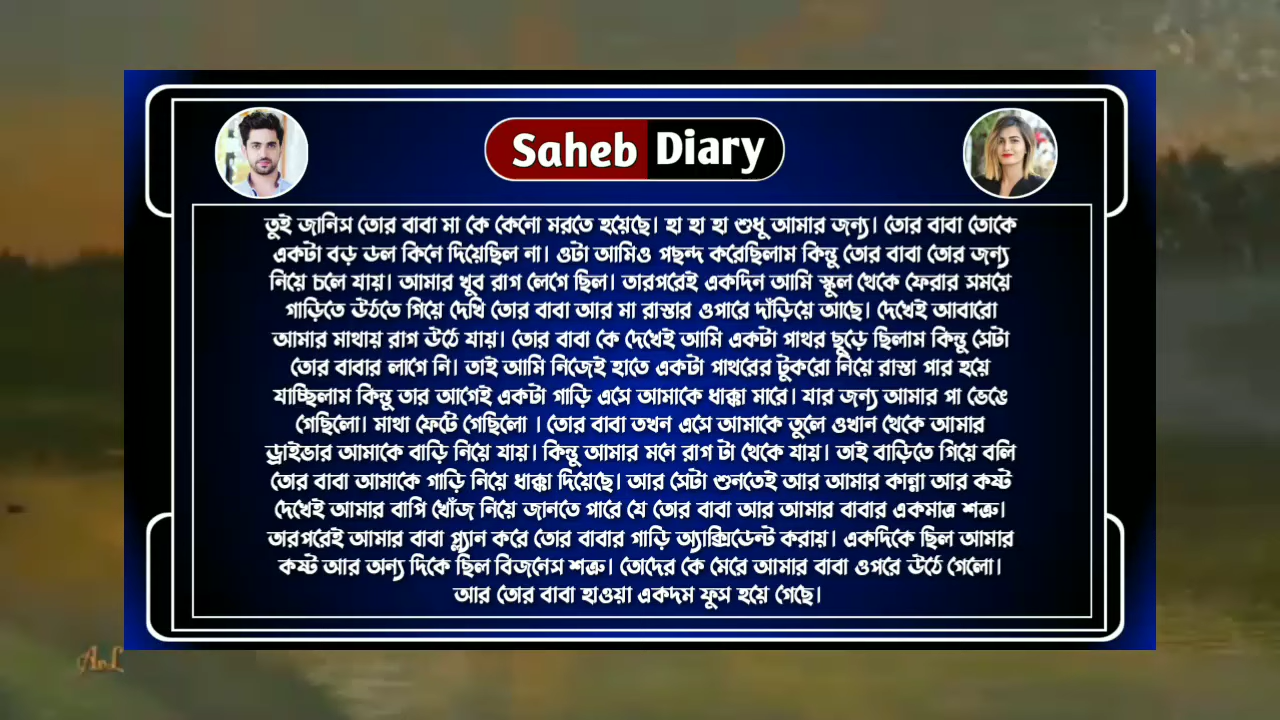 Saheb Diary
তুই জানিস তোর বাবা মা কে কেনো মরতে হয়েছে। হা হা হা শুধু আমার জন্য। তোর বাবা তোকে
একটা বড় ডল কিনে দিয়েছিল না। ওটা আমিও পছন্দ করেছিলাম কিন্তু তোর বাবা তোর জন্য
নিয়ে চলে যায়। আমার খুব রাগ লেগে ছিল। তারপরেই একদিন আমি স্কুল থেকে ফেরার সময়ে
গাড়িতে উঠতে গিয়ে দেখি তোর বাবা আর মা রাস্তার ওপারে দাঁড়িয়ে আছে। দেখেই আবারো
আমার মাথায় রাগ উঠে যায়। তোর বাবা কে দেখেই আমি একটা পাথর ছুড়ে ছিলাম কিন্তু সেটা
তোর বাবার লাগে নি। তাই আমি নিজেই হাতে একটা পাথরের টুকরো নিয়ে রাস্তা পার হয়ে
যাচ্ছিলাম কিন্তু তার আগেই একটা গাড়ি এসে আমাকে ধাক্কা মারে। যার জন্য আমার পা ভেঙে
গেছিলো। মাথা ফেটে গেছিলো । তোর বাবা তখন এসে আমাকে তুলে ওখান থেকে আমার
ড্রাইভার আমাকে বাড়ি নিয়ে যায়। কিন্তু আমার মনে রাগ টা থেকে যায়। তাই বাড়িতে গিয়ে বলি
তোর বাবা আমাকে গাড়ি নিয়ে ধাক্কা দিয়েছে। আর সেটা শুনতেই আর আমার কান্না আর কষ্ট
দেখেই আমার বাপি খোঁজ নিয়ে জানতে পারে যে তোর বাবা আর আমার বাবার একমাত্র শত্রু।
তারপরেই আমার বাবা প্ল্যান করে তোর বাবার গাড়ি অ্যাক্সিডেন্ট করায়। একদিকে ছিল আমার
কষ্ট আর অন্য দিকে ছিল বিজনেস শত্রু। তোদের কে মেরে আমার বাবা ওপরে উঠে গেলো।
আর তোর বাবা হাওয়া একদম ফুস হয়ে গেছে।